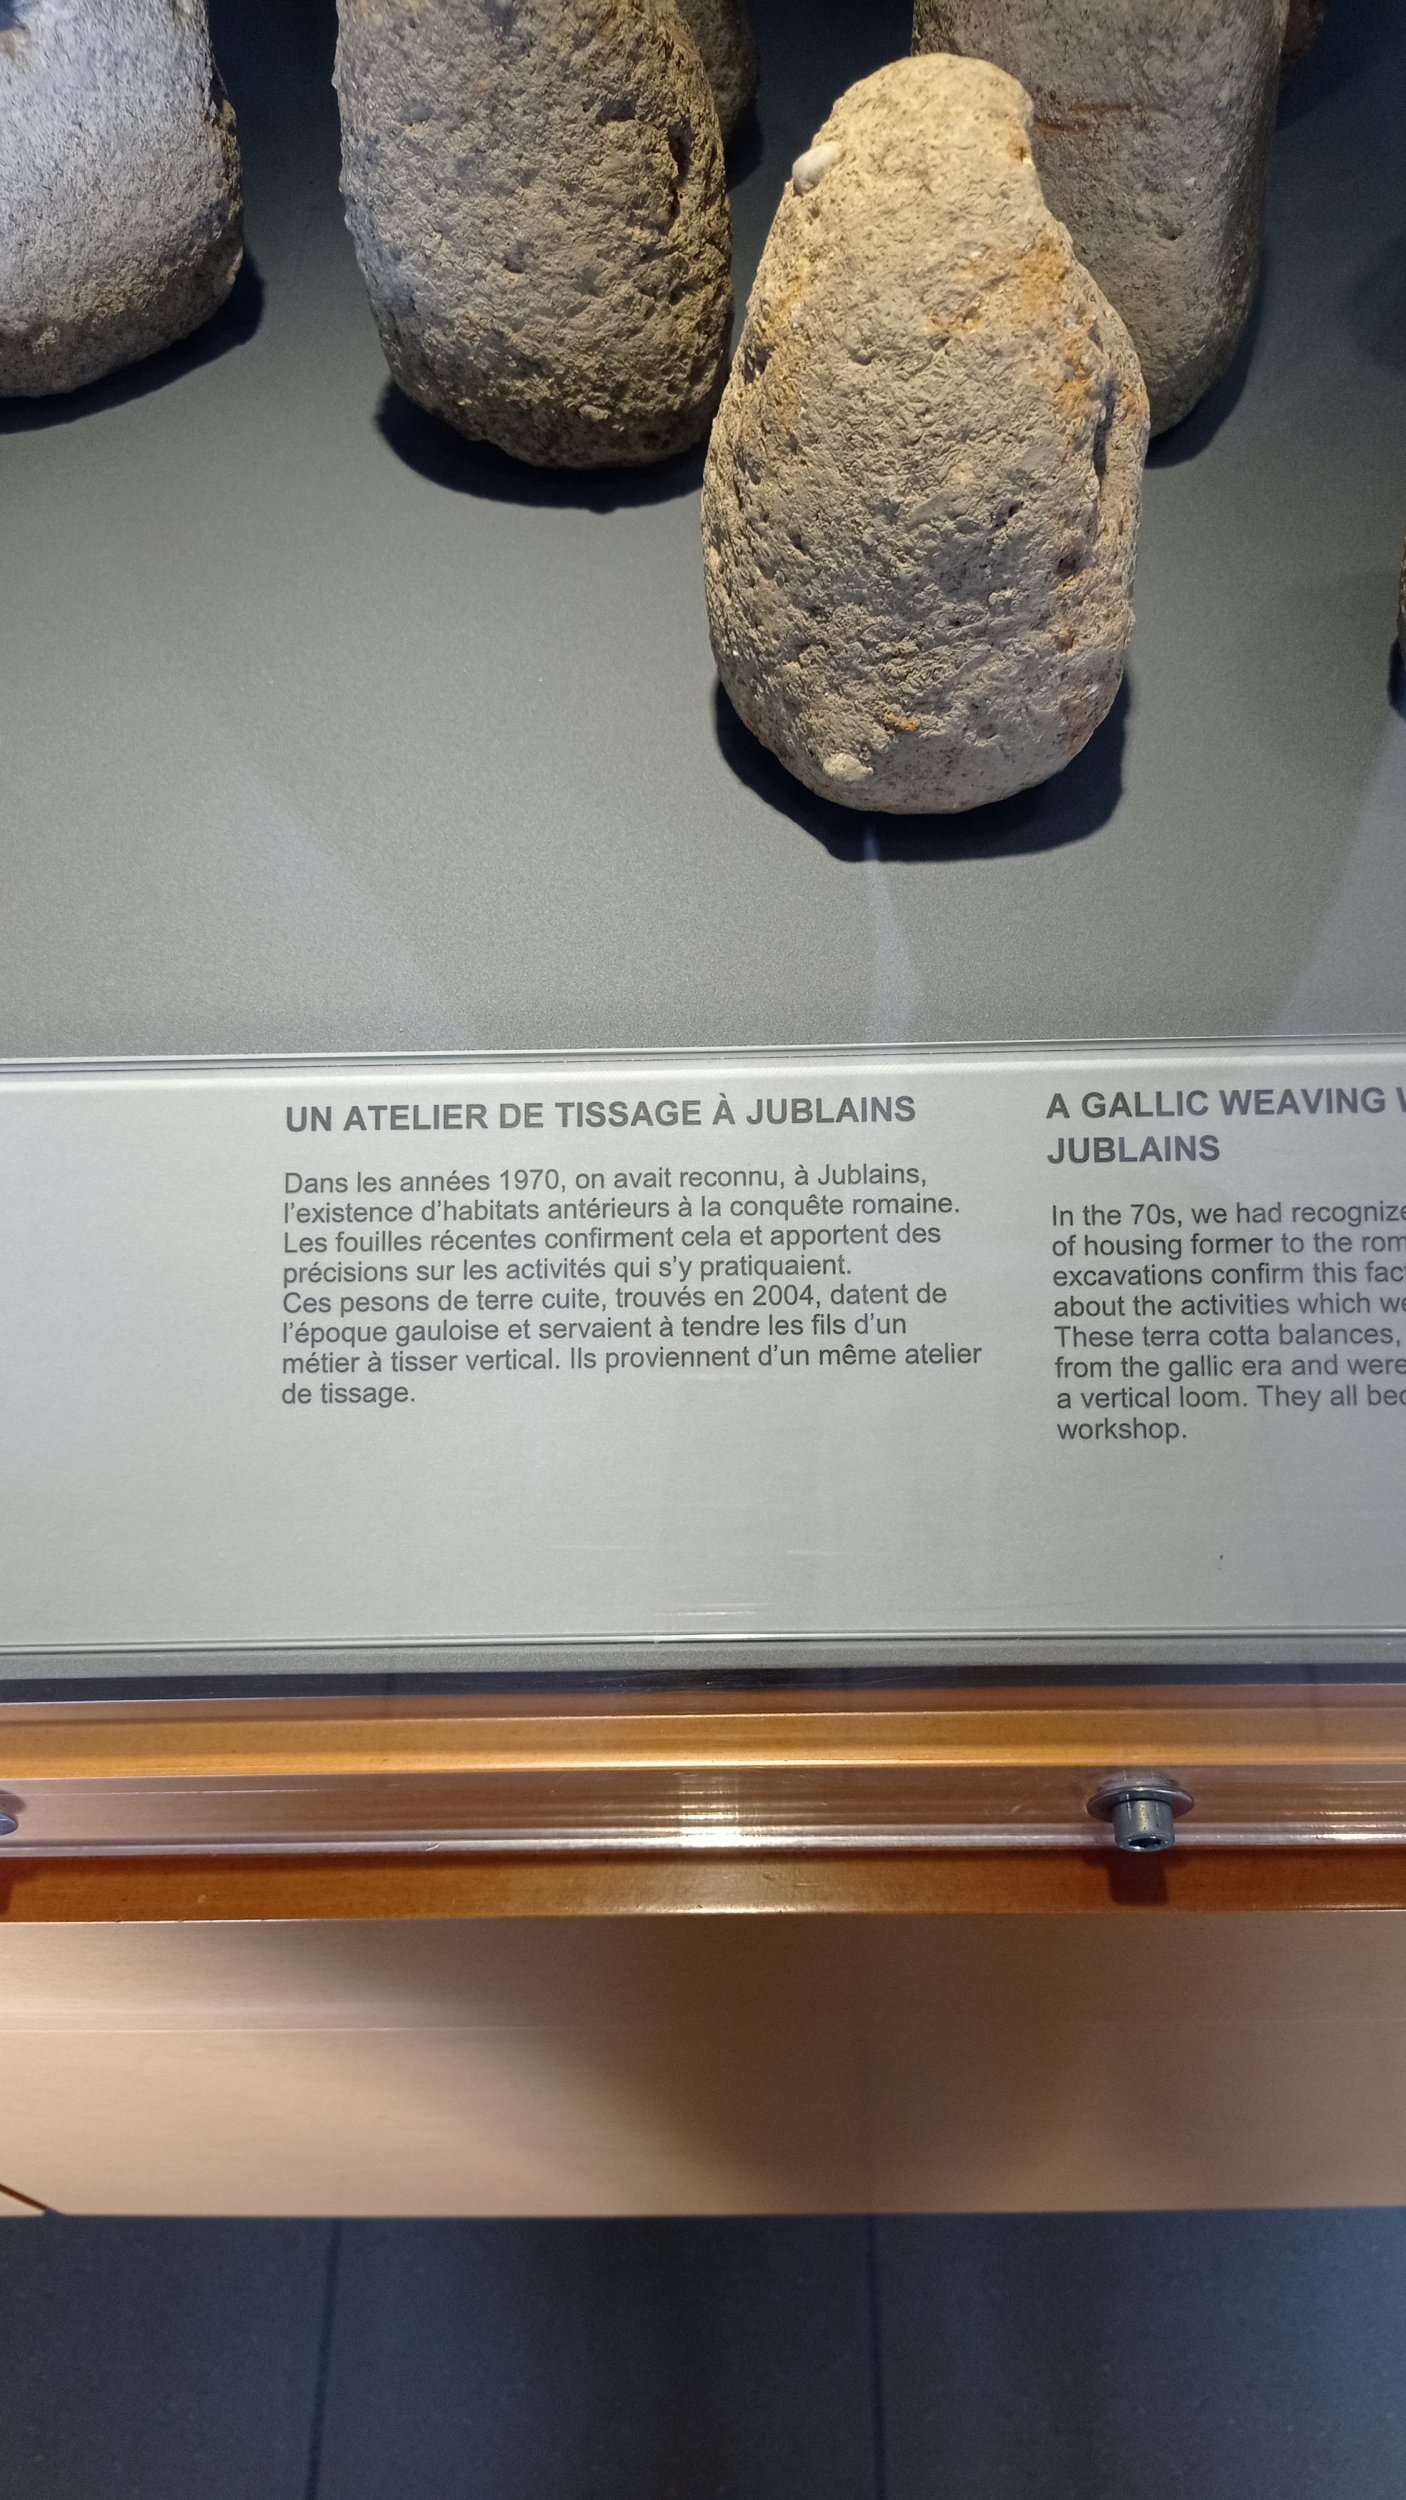 UN ATELIER DE TISSAGE À JUBLAINS
Dans les années 1970, on avait reconnu, à Jublains,
l'existence d'habitats antérieurs à la conquête romaine.
Les fouilles récentes confirment cela et apportent des
précisions sur les activités qui s'y pratiquaient.
Ces pesons de terre cuite, trouvés en 2004, datent de
l'époque gauloise et servaient à tendre les fils d'un
métier à tisser vertical. Ils proviennent d'un même atelier
de tissage.
A GALLIC WEAVING
JUBLAINS
In the 70s, we had
of housing former to the
excavations confirm this
about the activities which
These terra cotta balances,
from the gallic era and were
a vertical loom. They all
workshop.